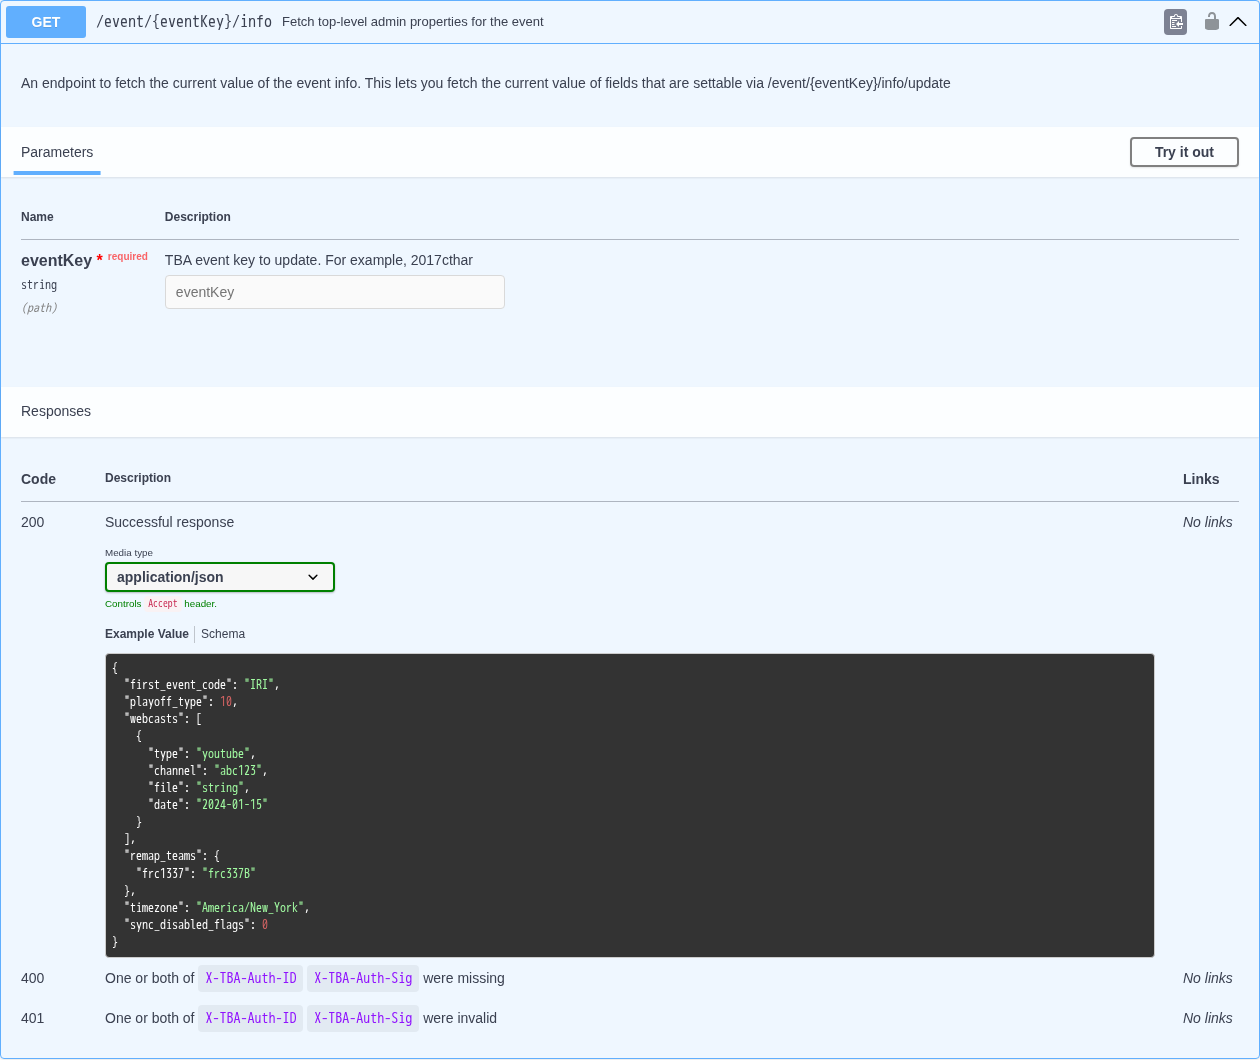 GET /event/{eventKey}/info Fetch top-level admin properties for the event
An endpoint to fetch the current value of the event info. This lets you fetch the current value of fields that are settable via /event/{eventKey}/info/update
Parameters
Try it out
Name Description
eventKey * required TBA event key to update. For example, 2017cthar
string
eventKey
(path)
Responses
Code Description Links
200 Successful response No links
Media type
application/json
Controls Accept header.
Example Value Schema
{
  "first_event_code": "IRI",
  "playoff_type": 10,
  "webcasts": [
    {
      "type": "youtube",
      "channel": "abc123",
      "file": "string",
      "date": "2024-01-15"
    }
  ],
  "remap_teams": {
    "frc1337": "frc337B"
  },
  "timezone": "America/New_York",
  "sync_disabled_flags": 0
}
400 One or both of X-TBA-Auth-ID X-TBA-Auth-Sig were missing No links
401 One or both of X-TBA-Auth-ID X-TBA-Auth-Sig were invalid No links